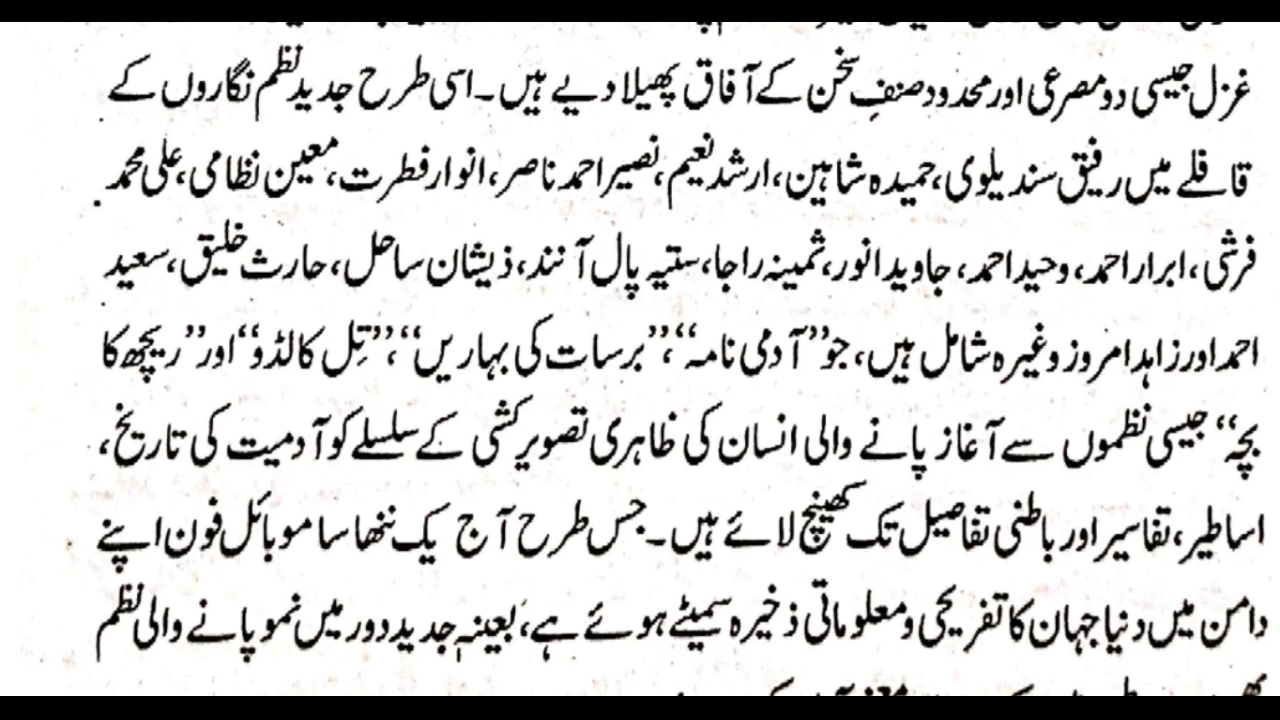 غزل جیسی دو مصرعی اور محدود صنفِ سخن کے آفاق پھیلا دیے ہیں۔ اسی طرح جدید نظم نگاروں کے
قافلے میں رفیق سندیلوی، حمیدہ شاہین، ارشد نعیم، نصیر احمد ناصر، انوار فطرت، معین نظامی، علی محمد
فرشی، ابرار احمد، وحید احمد، جاوید انور، ثمینہ راجا، ستیہ پال آنند، ذیشان ساحل، حارث خلیق، سعید
احمد اور زاہد امروز وغیرہ شامل ہیں، جو ”آدمی نامہ“، ”برسات کی بہاریں“، ”تِل کا لڈو“ اور ”ریچھ کا
بچہ“ جیسی نظموں سے آغاز پانے والی انسان کی ظاہری تصویر کشی کے سلسلے کو آدمیت کی تاریخ،
اساطیر، تفاسیر اور باطنی تفاصیل تک کھینچ لائے ہیں۔ جس طرح آج یک ننھا سا موبائل فون اپنے
دامن میں دنیا جہان کا تفریحی و معلوماتی ذخیرہ سمیٹے ہوئے ہے، بعینہٖ جدید دور میں نمو پانے والی نظم